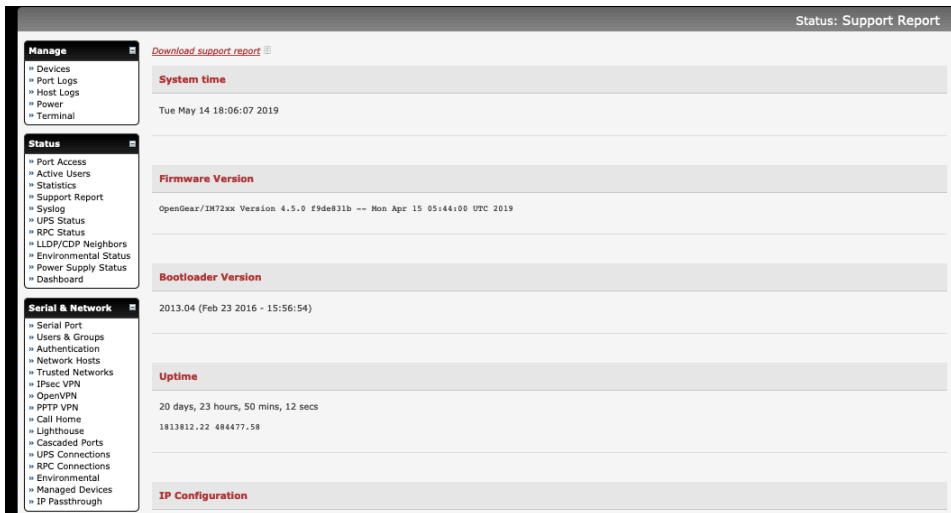 Status: Support Report
Manage
» Devices
» Port Logs
» Host Logs
» Power
» Terminal
Status
» Port Access
» Active Users
» Statistics
» Support Report
» Syslog
» UPS Status
» RPC Status
» LLDP/CDP Neighbors
» Environmental Status
» Power Supply Status
» Dashboard
Serial & Network
» Serial Port
» Users & Groups
» Authentication
» Network Hosts
» Trusted Networks
» IPsec VPN
» OpenVPN
» PPTP VPN
» Call Home
» Lighthouse
» Cascaded Ports
» UPS Connections
» RPC Connections
» Environmental
» Managed Devices
» IP Passthrough
Download support report
System time
Tue May 14 18:06:07 2019
Firmware Version
OpenGear/IM72xx Version 4.5.0 f9de831b -- Mon Apr 15 05:44:00 UTC 2019
Bootloader Version
2013.04 (Feb 23 2016 - 15:56:54)
Uptime
20 days, 23 hours, 50 mins, 12 secs
1813812.22 484477.58
IP Configuration